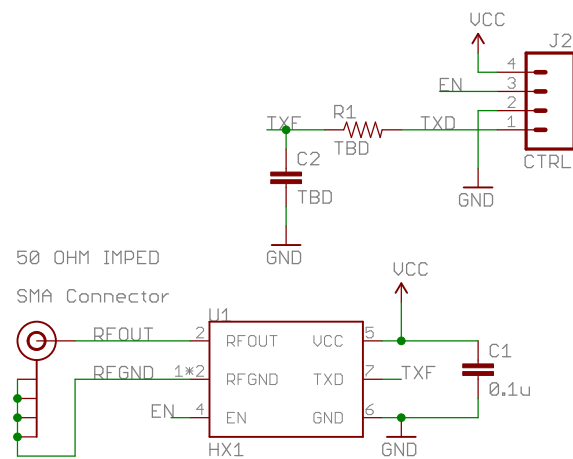 VCC
J2
4
EN 3
2
TXF R1 TXD 1
TBD
C2
CTRL
TBD
GND
GND
50 OHM IMPED
VCC
SMA Connector
U1
RFOUT 2 RFOUT VCC 5
C1
RFGND 1*2 RFGND TXD 7 TXF
0.1u
EN 4 EN GND 6
HX1
GND